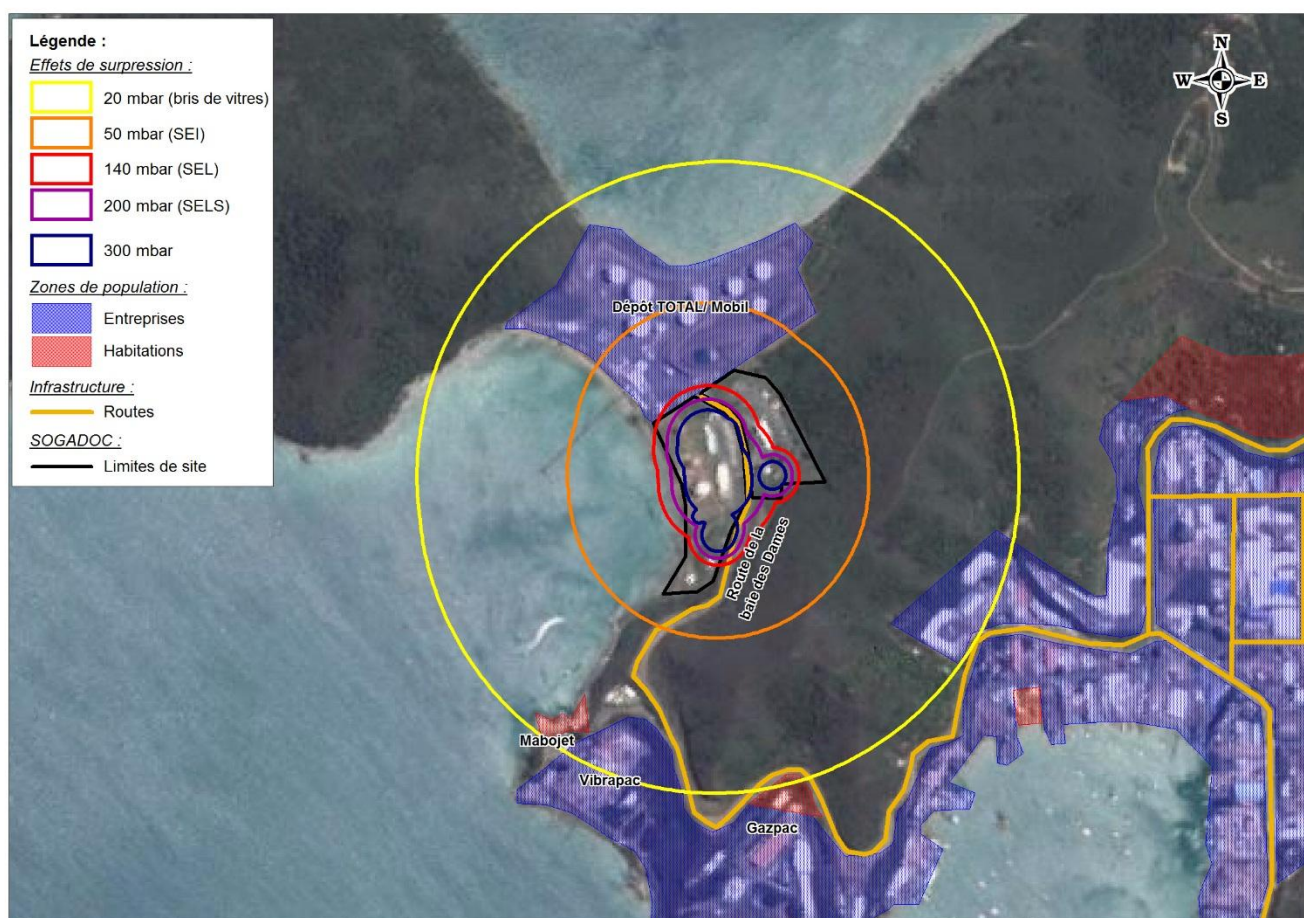 Légende :
Effets de surpression :
20 mbar (bris de vitres)
50 mbar (SEI)
140 mbar (SEL)
200 mbar (SELS)
300 mbar
Zones de population :
Entreprises
Habitations
Infrastructure :
Routes
SOGADOC :
Limites de site
N
W
E
S
Dépôt TOTAL/ Mobil
Route de la
baie des Dames
Mabojet
Vibrapac
Gazpac